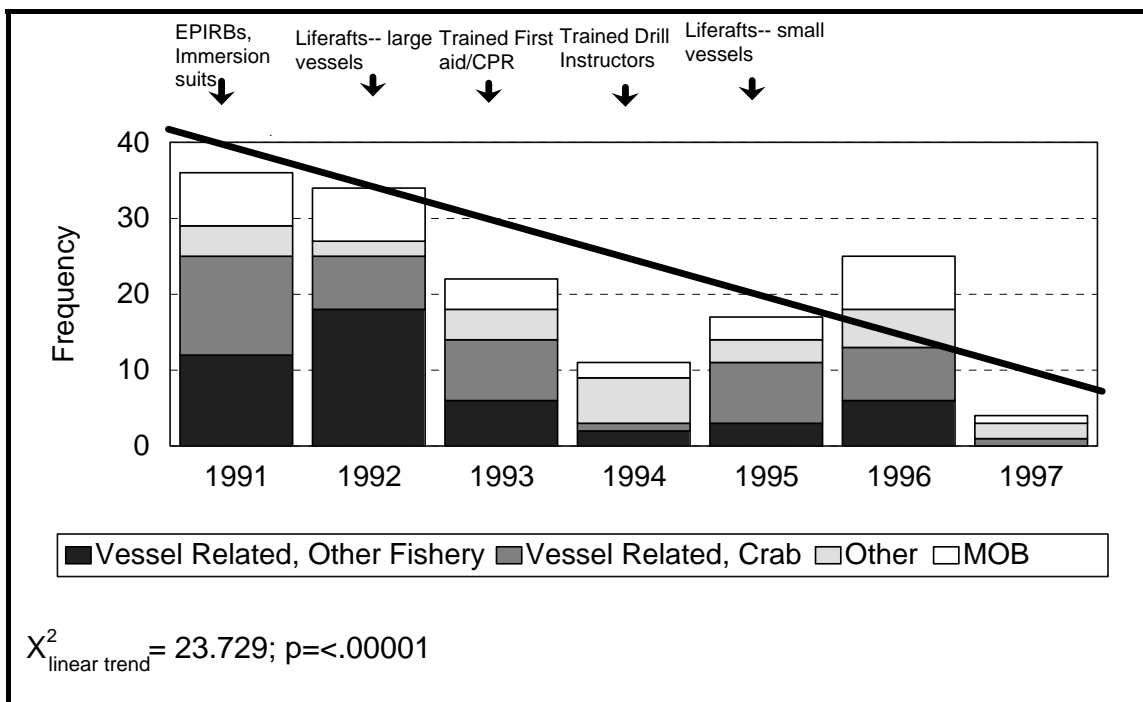 EPIRBs,
Immersion
suits
Liferafts-- large
vessels
Trained First
aid/CPR
Trained Drill
Instructors
Liferafts-- small
vessels
40
30
20
10
0
Frequency
1991 1992 1993 1994 1995 1996 1997
Vessel Related, Other Fishery Vessel Related, Crab Other MOB
X²linear trend= 23.729; p=<.00001